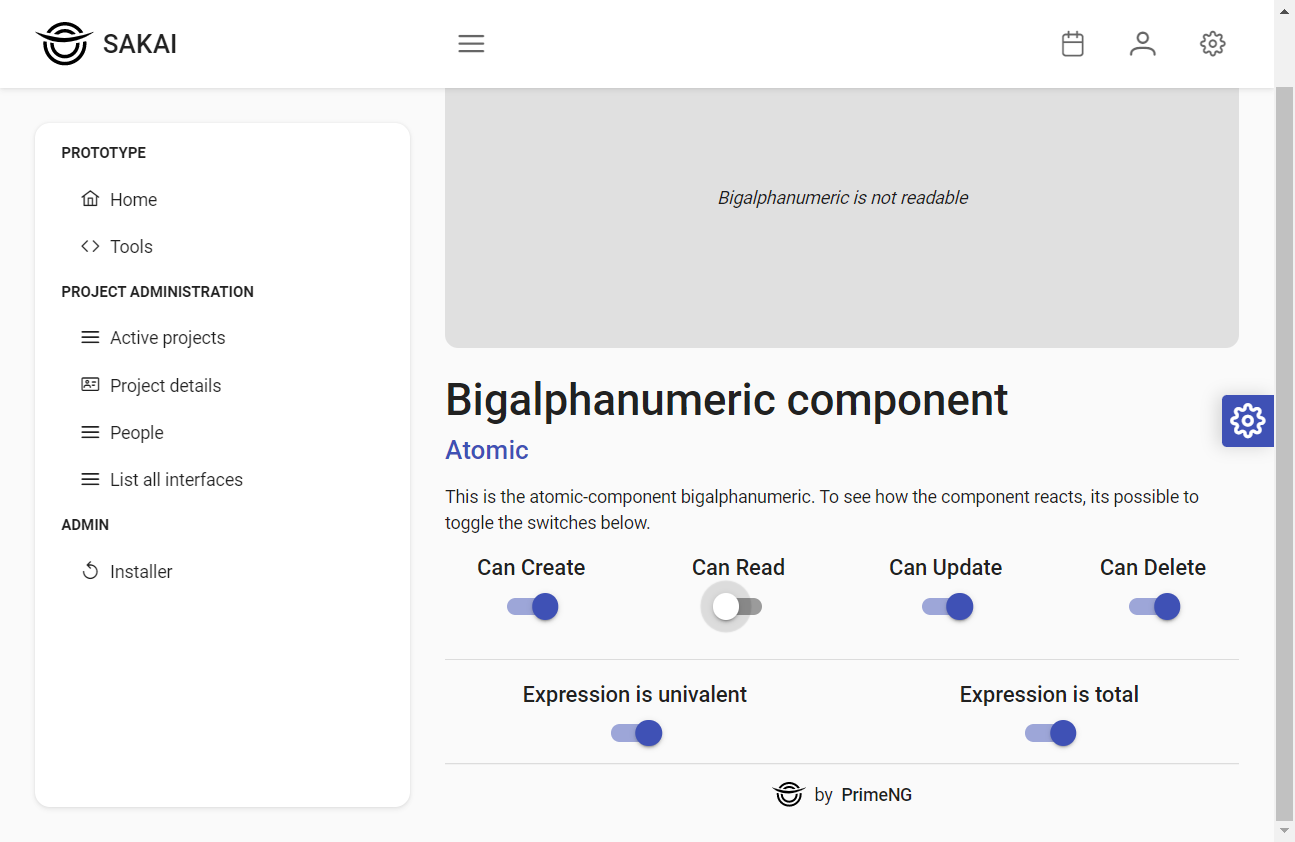 SAKAI
PROTOTYPE
Home
Tools
PROJECT ADMINISTRATION
Active projects
Project details
People
List all interfaces
ADMIN
Installer
Bigalphanumeric is not readable
Bigalphanumeric component
Atomic
This is the atomic-component bigalphanumeric. To see how the component reacts, its possible to
toggle the switches below.
Can Create Can Read Can Update Can Delete
Expression is univalent Expression is total
by PrimeNG